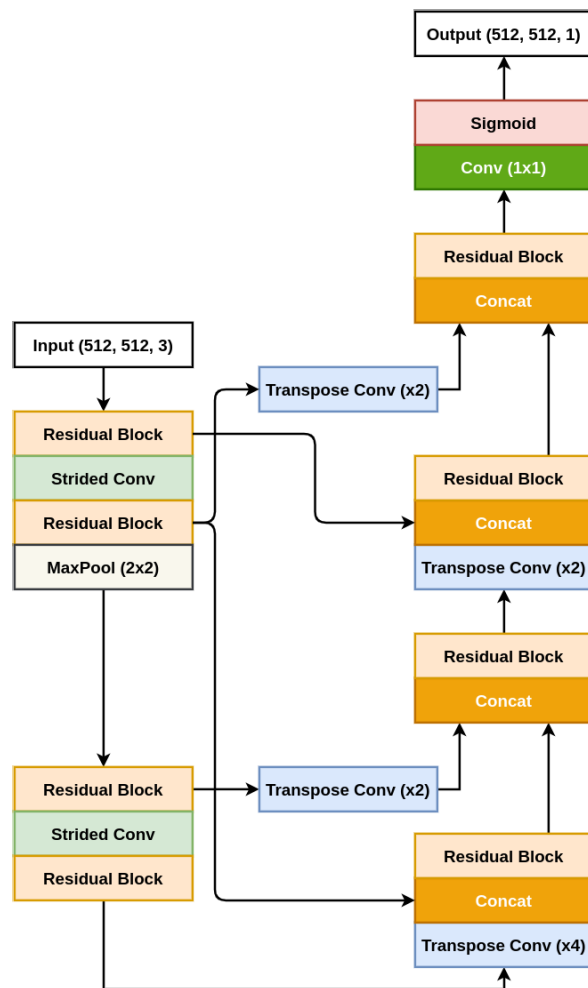 Output (512, 512, 1)
Sigmoid
Conv (1x1)
Residual Block
Concat
Input (512, 512, 3)
Transpose Conv (x2)
Residual Block
Strided Conv
Residual Block
MaxPool (2x2)
Residual Block
Concat
Transpose Conv (x2)
Residual Block
Concat
Residual Block
Strided Conv
Residual Block
Transpose Conv (x2)
Residual Block
Concat
Transpose Conv (x4)